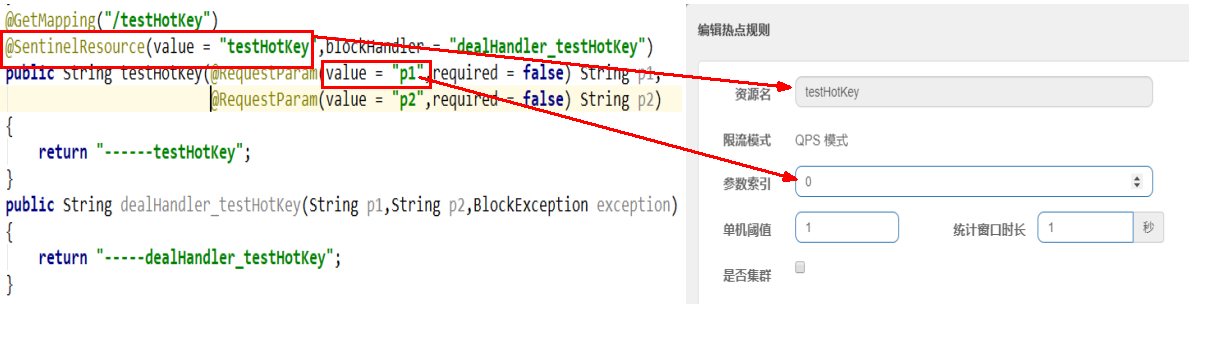 @GetMapping("/testHotKey")
@SentinelResource(value = "testHotKey",blockHandler = "dealHandler_testHotKey")
public String testHotKey(@RequestParam(value = "p1",required = false) String p1,
@RequestParam(value = "p2",required = false) String p2)
{
return "------testHotKey";
}
public String dealHandler_testHotKey(String p1,String p2,BlockException exception)
{
return "-----dealHandler_testHotKey";
}
编辑热点规则
资源名 testHotKey
限流模式 QPS 模式
参数索引 0
单机阈值 1 统计窗口时长 1 秒
是否集群